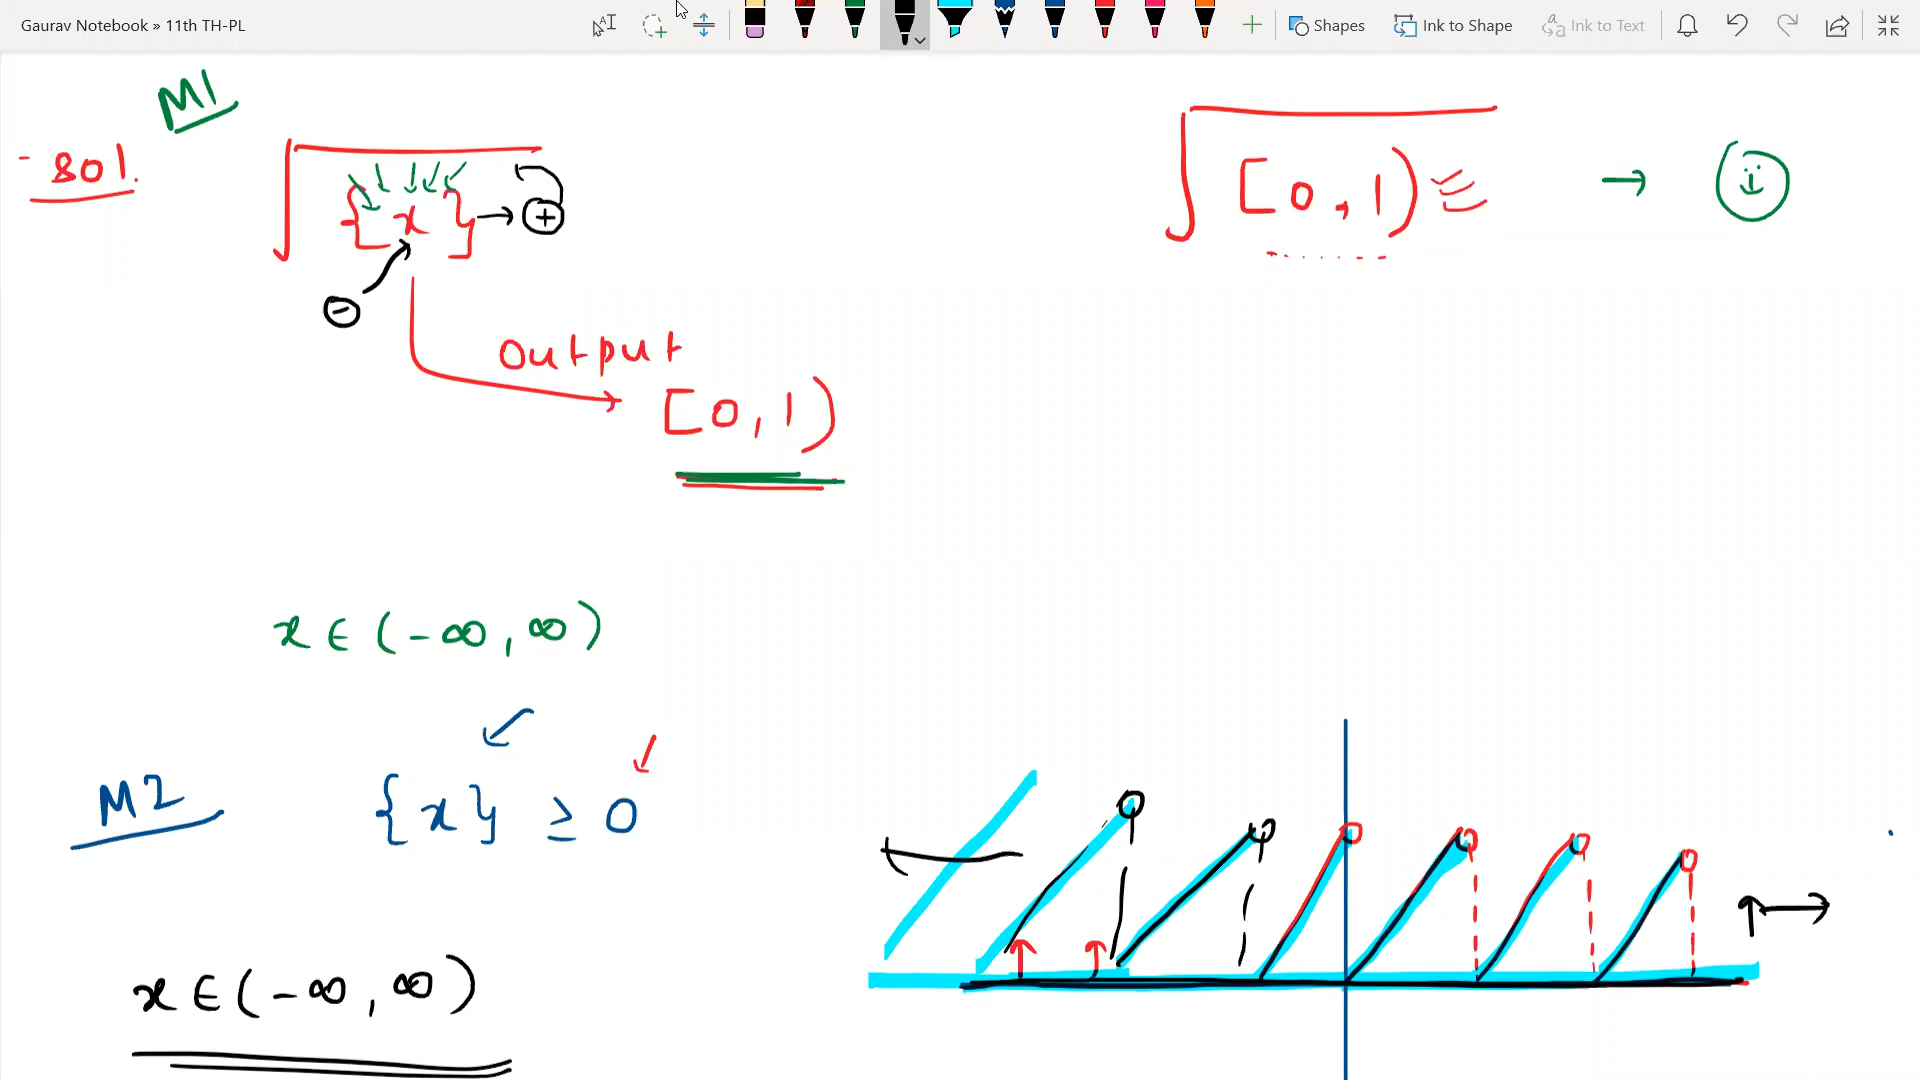 Gaurav Notebook » 11th TH-PL
Shapes
Ink to Shape
Ink to Text
M1
sol.
√{x} → +
-
output
[0, 1)
√[0, 1) →
x ∈ (-∞, ∞)
M2
{x} ≥ 0
x ∈ (-∞, ∞)